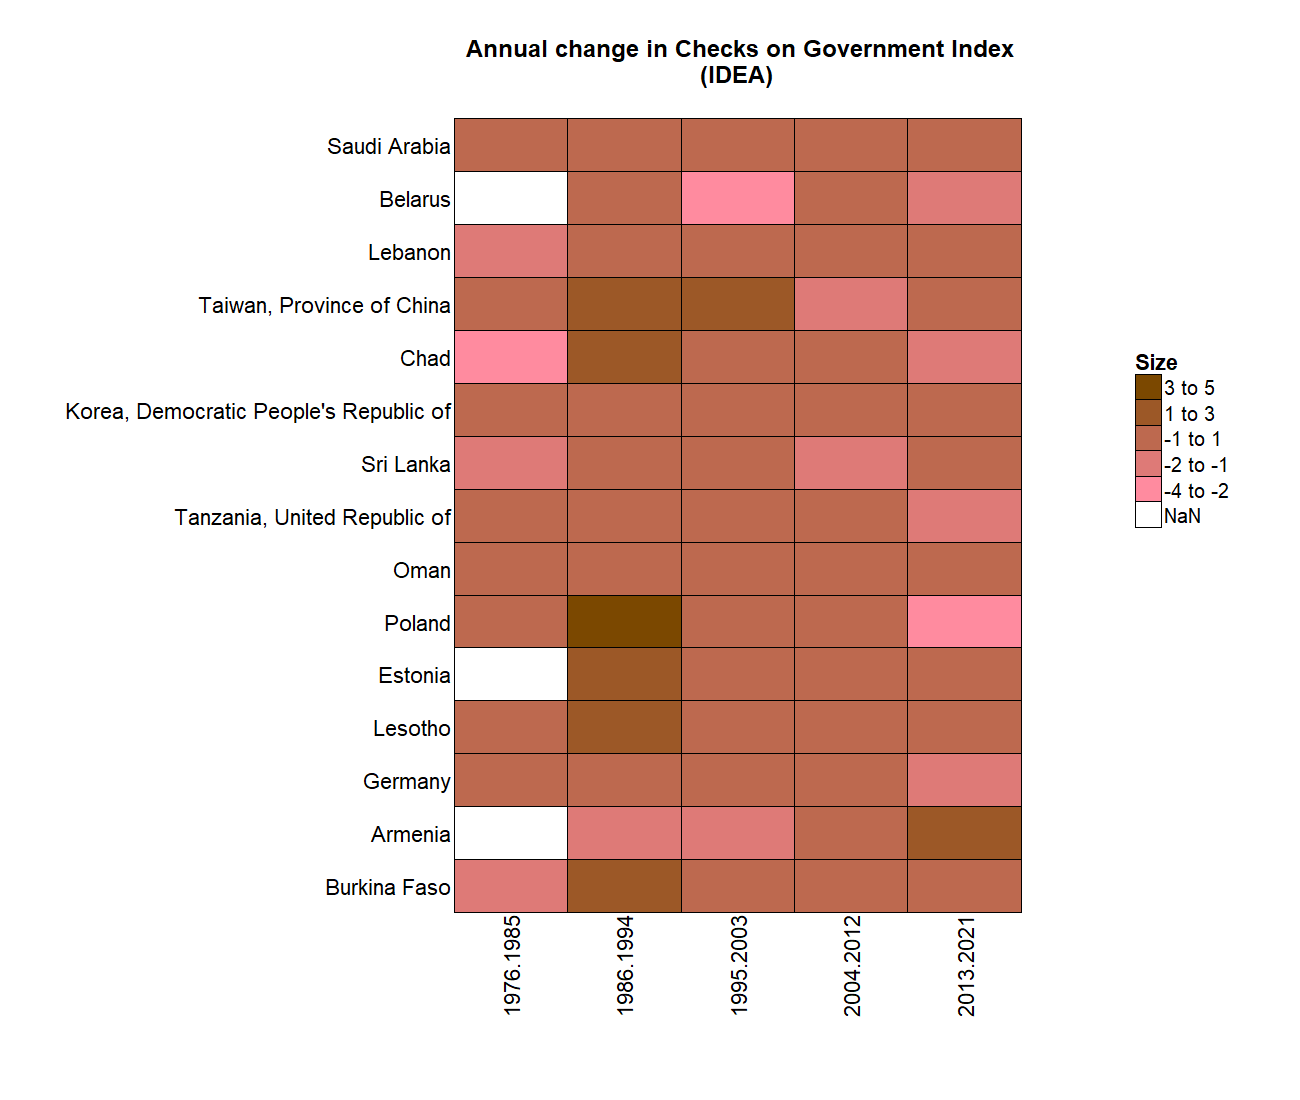 Annual change in Checks on Government Index
(IDEA)
Saudi Arabia
Belarus
Lebanon
Taiwan, Province of China
Chad
Korea, Democratic People's Republic of
Sri Lanka
Tanzania, United Republic of
Oman
Poland
Estonia
Lesotho
Germany
Armenia
Burkina Faso
1976.1985
1986.1994
1995.2003
2004.2012
2013.2021
Size
3 to 5
1 to 3
-1 to 1
-2 to -1
-4 to -2
NaN